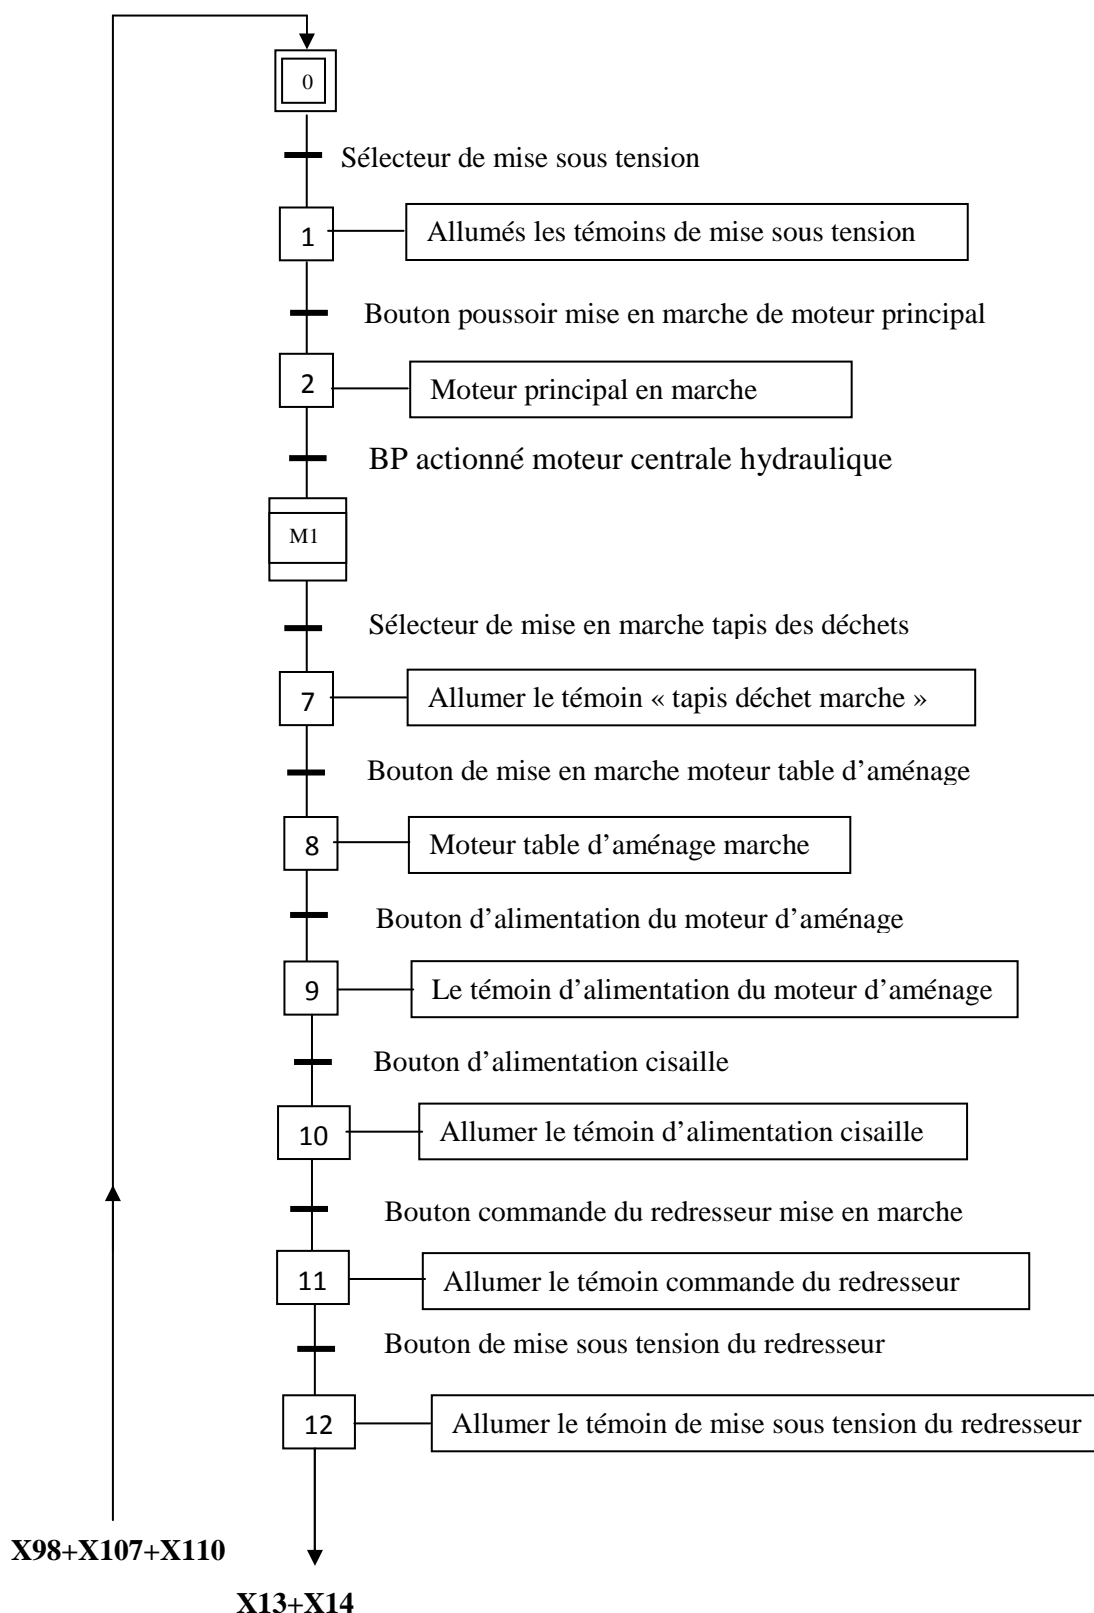 0
Sélecteur de mise sous tension
1
Allumés les témoins de mise sous tension
Bouton poussoir mise en marche de moteur principal
2
Moteur principal en marche
BP actionné moteur centrale hydraulique
M1
Sélecteur de mise en marche tapis des déchets
7
Allumer le témoin « tapis déchet marche »
Bouton de mise en marche moteur table d’aménage
8
Moteur table d’aménage marche
Bouton d’alimentation du moteur d’aménage
9
Le témoin d’alimentation du moteur d’aménage
Bouton d’alimentation cisaille
10
Allumer le témoin d’alimentation cisaille
Bouton commande du redresseur mise en marche
11
Allumer le témoin commande du redresseur
Bouton de mise sous tension du redresseur
12
Allumer le témoin de mise sous tension du redresseur
X98+X107+X110
X13+X14